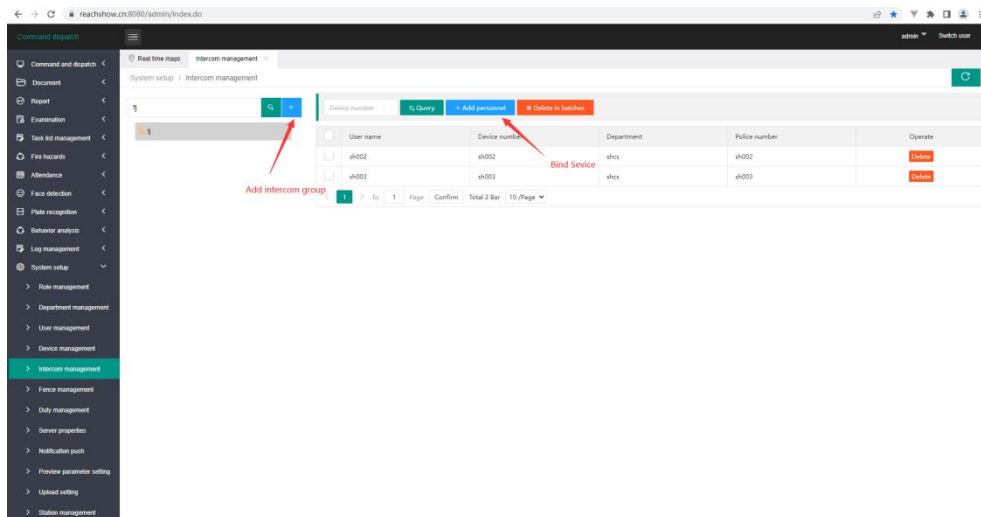 reachshow.cn:8080/admin/Index.do
Command dispatch
admin
Switch user
Command and dispatch
Document
Report
Examination
Task list management
Fire hazards
Attendance
Face detection
Plate recognition
Behavior analysis
Log management
System setup
Role management
Department management
User management
Device management
Intercom management
Fence management
Duty management
Server properties
Notification push
Preview parameter setting
Upload setting
Station management
Real time maps
Intercom management
System setup / Intercom management
Add intercom group
Device number
Query
+ Add personnel
Delete in batches
User name Device number Department Police number Operate
sh002 sh002 shcs sh002 Delete
sh003 sh003 shcs sh003 Delete
Bind Sevice
< 1 > To 1 Page Confirm Total 2 Bar 10 /Page